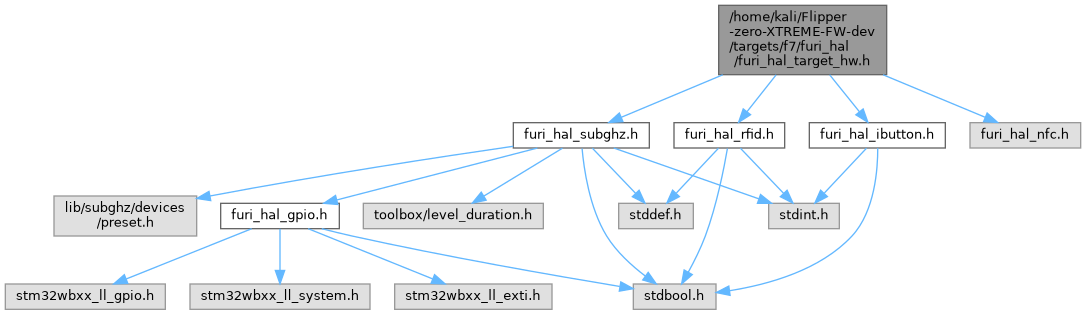 /home/kali/Flipper
-zero-XTREME-FW-dev
/targets/f7/furi_hal
/furi_hal_target_hw.h
furi_hal_subghz.h
furi_hal_rfid.h
furi_hal_ibutton.h
furi_hal_nfc.h
lib/subghz/devices
/preset.h
furi_hal_gpio.h
toolbox/level_duration.h
stddef.h
stdint.h
stm32wbxx_ll_gpio.h
stm32wbxx_ll_system.h
stm32wbxx_ll_exti.h
stdbool.h